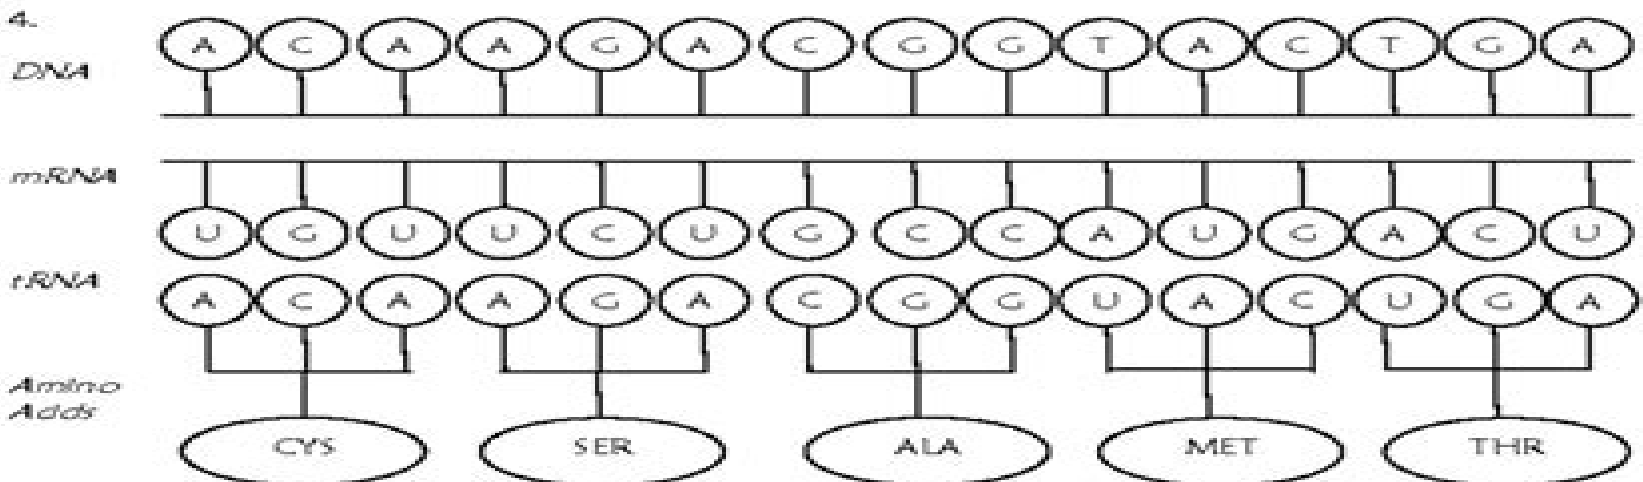 4.
A C A A G A C G G T A C T G A
DNA
mRNA
U G U U C U G C C A U G A C U
tRNA
A C A A G A C G G U A C U G A
Amino
Acids
CYS SER ALA MET THR